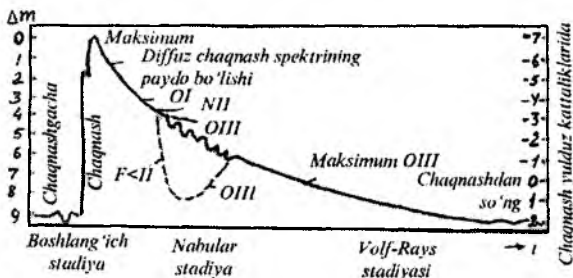 Δm
0
1
2
3
4
5
6
7
8
9
Chaqnashgacha
Chaqnash
Maksimum
Diffuz chaqnash spektrining
paydo bo'lishi
OI
NII
OIII
F<II
OIII
Maksimum OIII
Chaqnashdan
so'ng
-7
-6
-5
-4
-3
-2
-1
0
1
2
Chaqnash yulduz kattaliklarida
Boshlang'ich
stadiya
Nabular
stadiya
Volf-Rays
stadiyasi
t